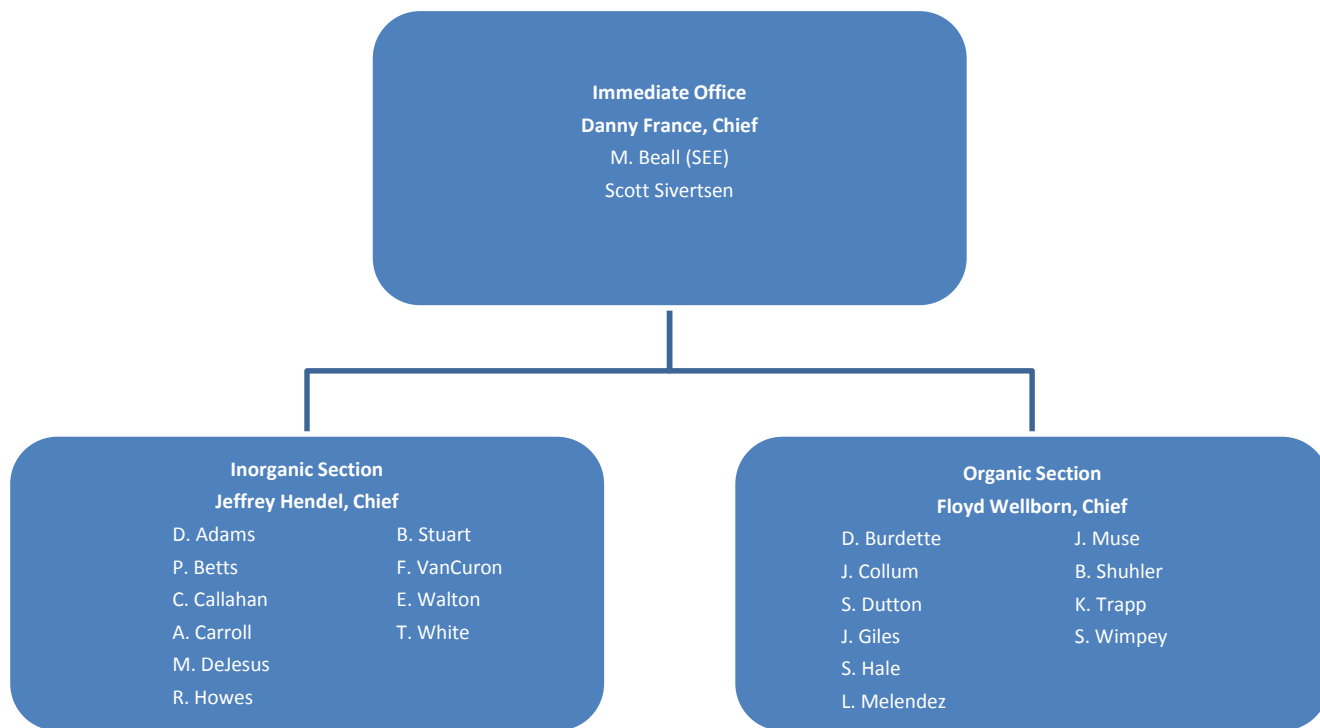 Immediate Office
Danny France, Chief
M. Beall (SEE)
Scott Sivertsen
Inorganic Section
Jeffrey Hendel, Chief
D. Adams
P. Betts
C. Callahan
A. Carroll
M. DeJesus
R. Howes
B. Stuart
F. VanCuron
E. Walton
T. White
Organic Section
Floyd Wellborn, Chief
D. Burdette
J. Collum
S. Dutton
J. Giles
S. Hale
L. Melendez
J. Muse
B. Shuhler
K. Trapp
S. Wimpey